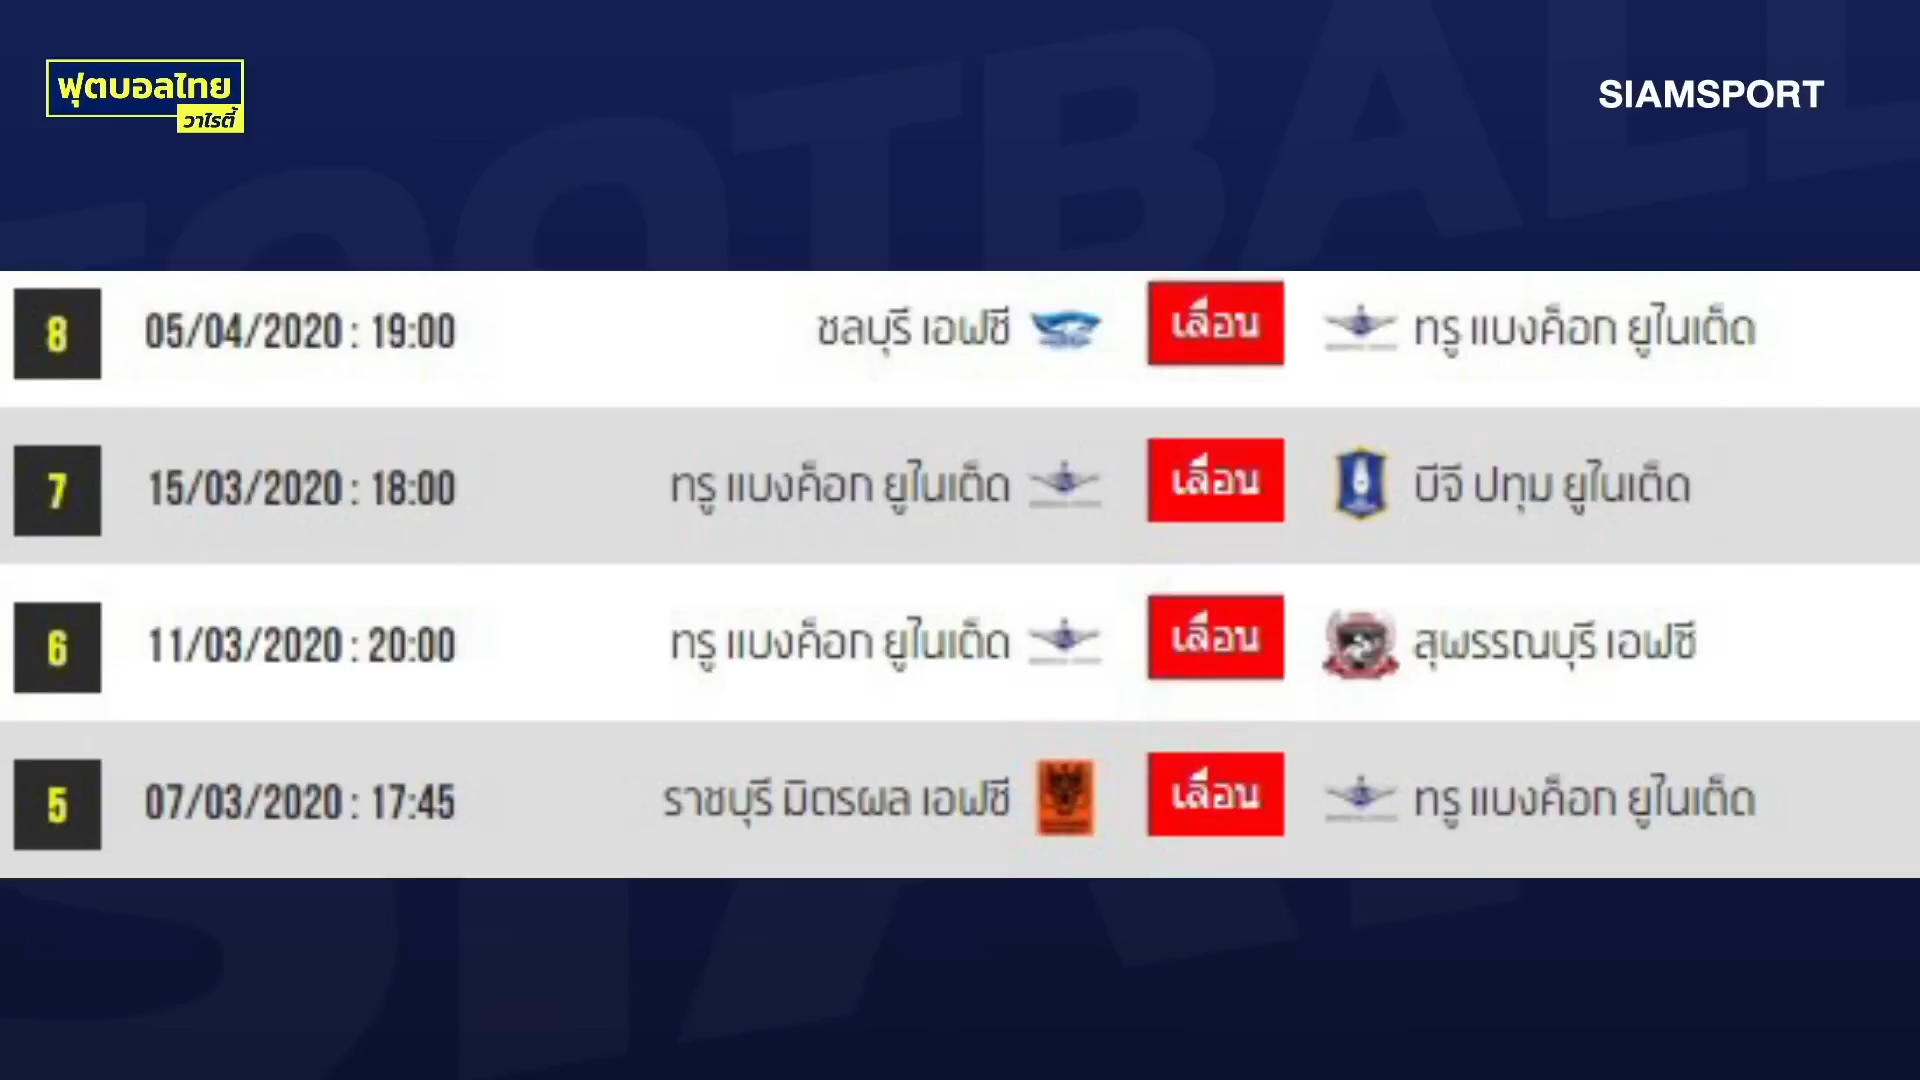 ฟุตบอลไทย
วาไรตี้
SIAMSPORT
8 05/04/2020 : 19:00 ชลบุรี เอฟซี เลื่อน ทรู แบงค็อก ยูไนเต็ด
7 15/03/2020 : 18:00 ทรู แบงค็อก ยูไนเต็ด เลื่อน บีจี ปทุม ยูไนเต็ด
6 11/03/2020 : 20:00 ทรู แบงค็อก ยูไนเต็ด เลื่อน สุพรรณบุรี เอฟซี
5 07/03/2020 : 17:45 ราชบุรี มิตรผล เอฟซี เลื่อน ทรู แบงค็อก ยูไนเต็ด